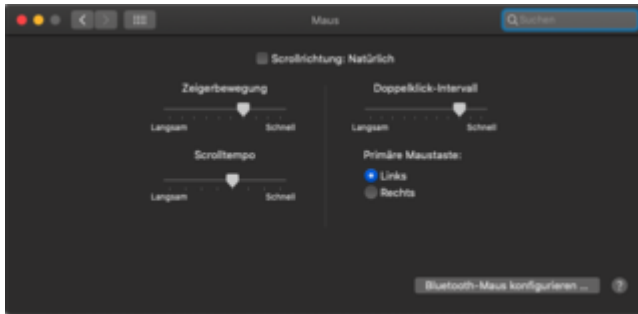 Maus
Suchen
Scrollrichtung: Natürlich
Zeigerbewegung
Langsam Schnell
Doppelklick-Intervall
Langsam Schnell
Scrolltempo
Langsam Schnell
Primäre Maustaste:
Links
Rechts
Bluetooth-Maus konfigurieren ...
?